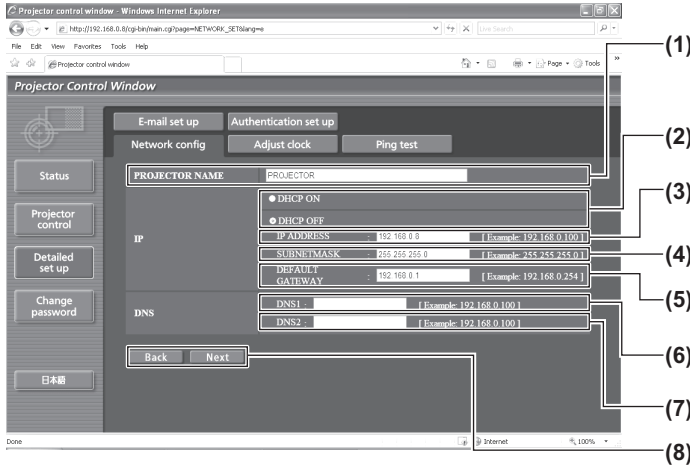 Projector control window - Windows Internet Explorer
http://192.168.0.8/cgi-bin/main.cgi?page=NETWORK_SET&lang=e
Live Search
File Edit View Favorites Tools Help
Projector control window
Page Tools
Projector Control Window
E-mail set up Authentication set up
Network config Adjust clock Ping test
Status
Projector control
Detailed set up
Change password
日本語
PROJECTOR NAME PROJECTOR
IP
DHCP ON
DHCP OFF
IP ADDRESS : 192.168.0.8 [ Example: 192.168.0.100 ]
SUBNETMASK : 255.255.255.0 [ Example: 255.255.255.0 ]
DEFAULT GATEWAY : 192.168.0.1 [ Example: 192.168.0.254 ]
DNS
DNS1 : [ Example: 192.168.0.100 ]
DNS2 : [ Example: 192.168.0.100 ]
Back Next
Done Internet 100%
(1)
(2)
(3)
(4)
(5)
(6)
(7)
(8)